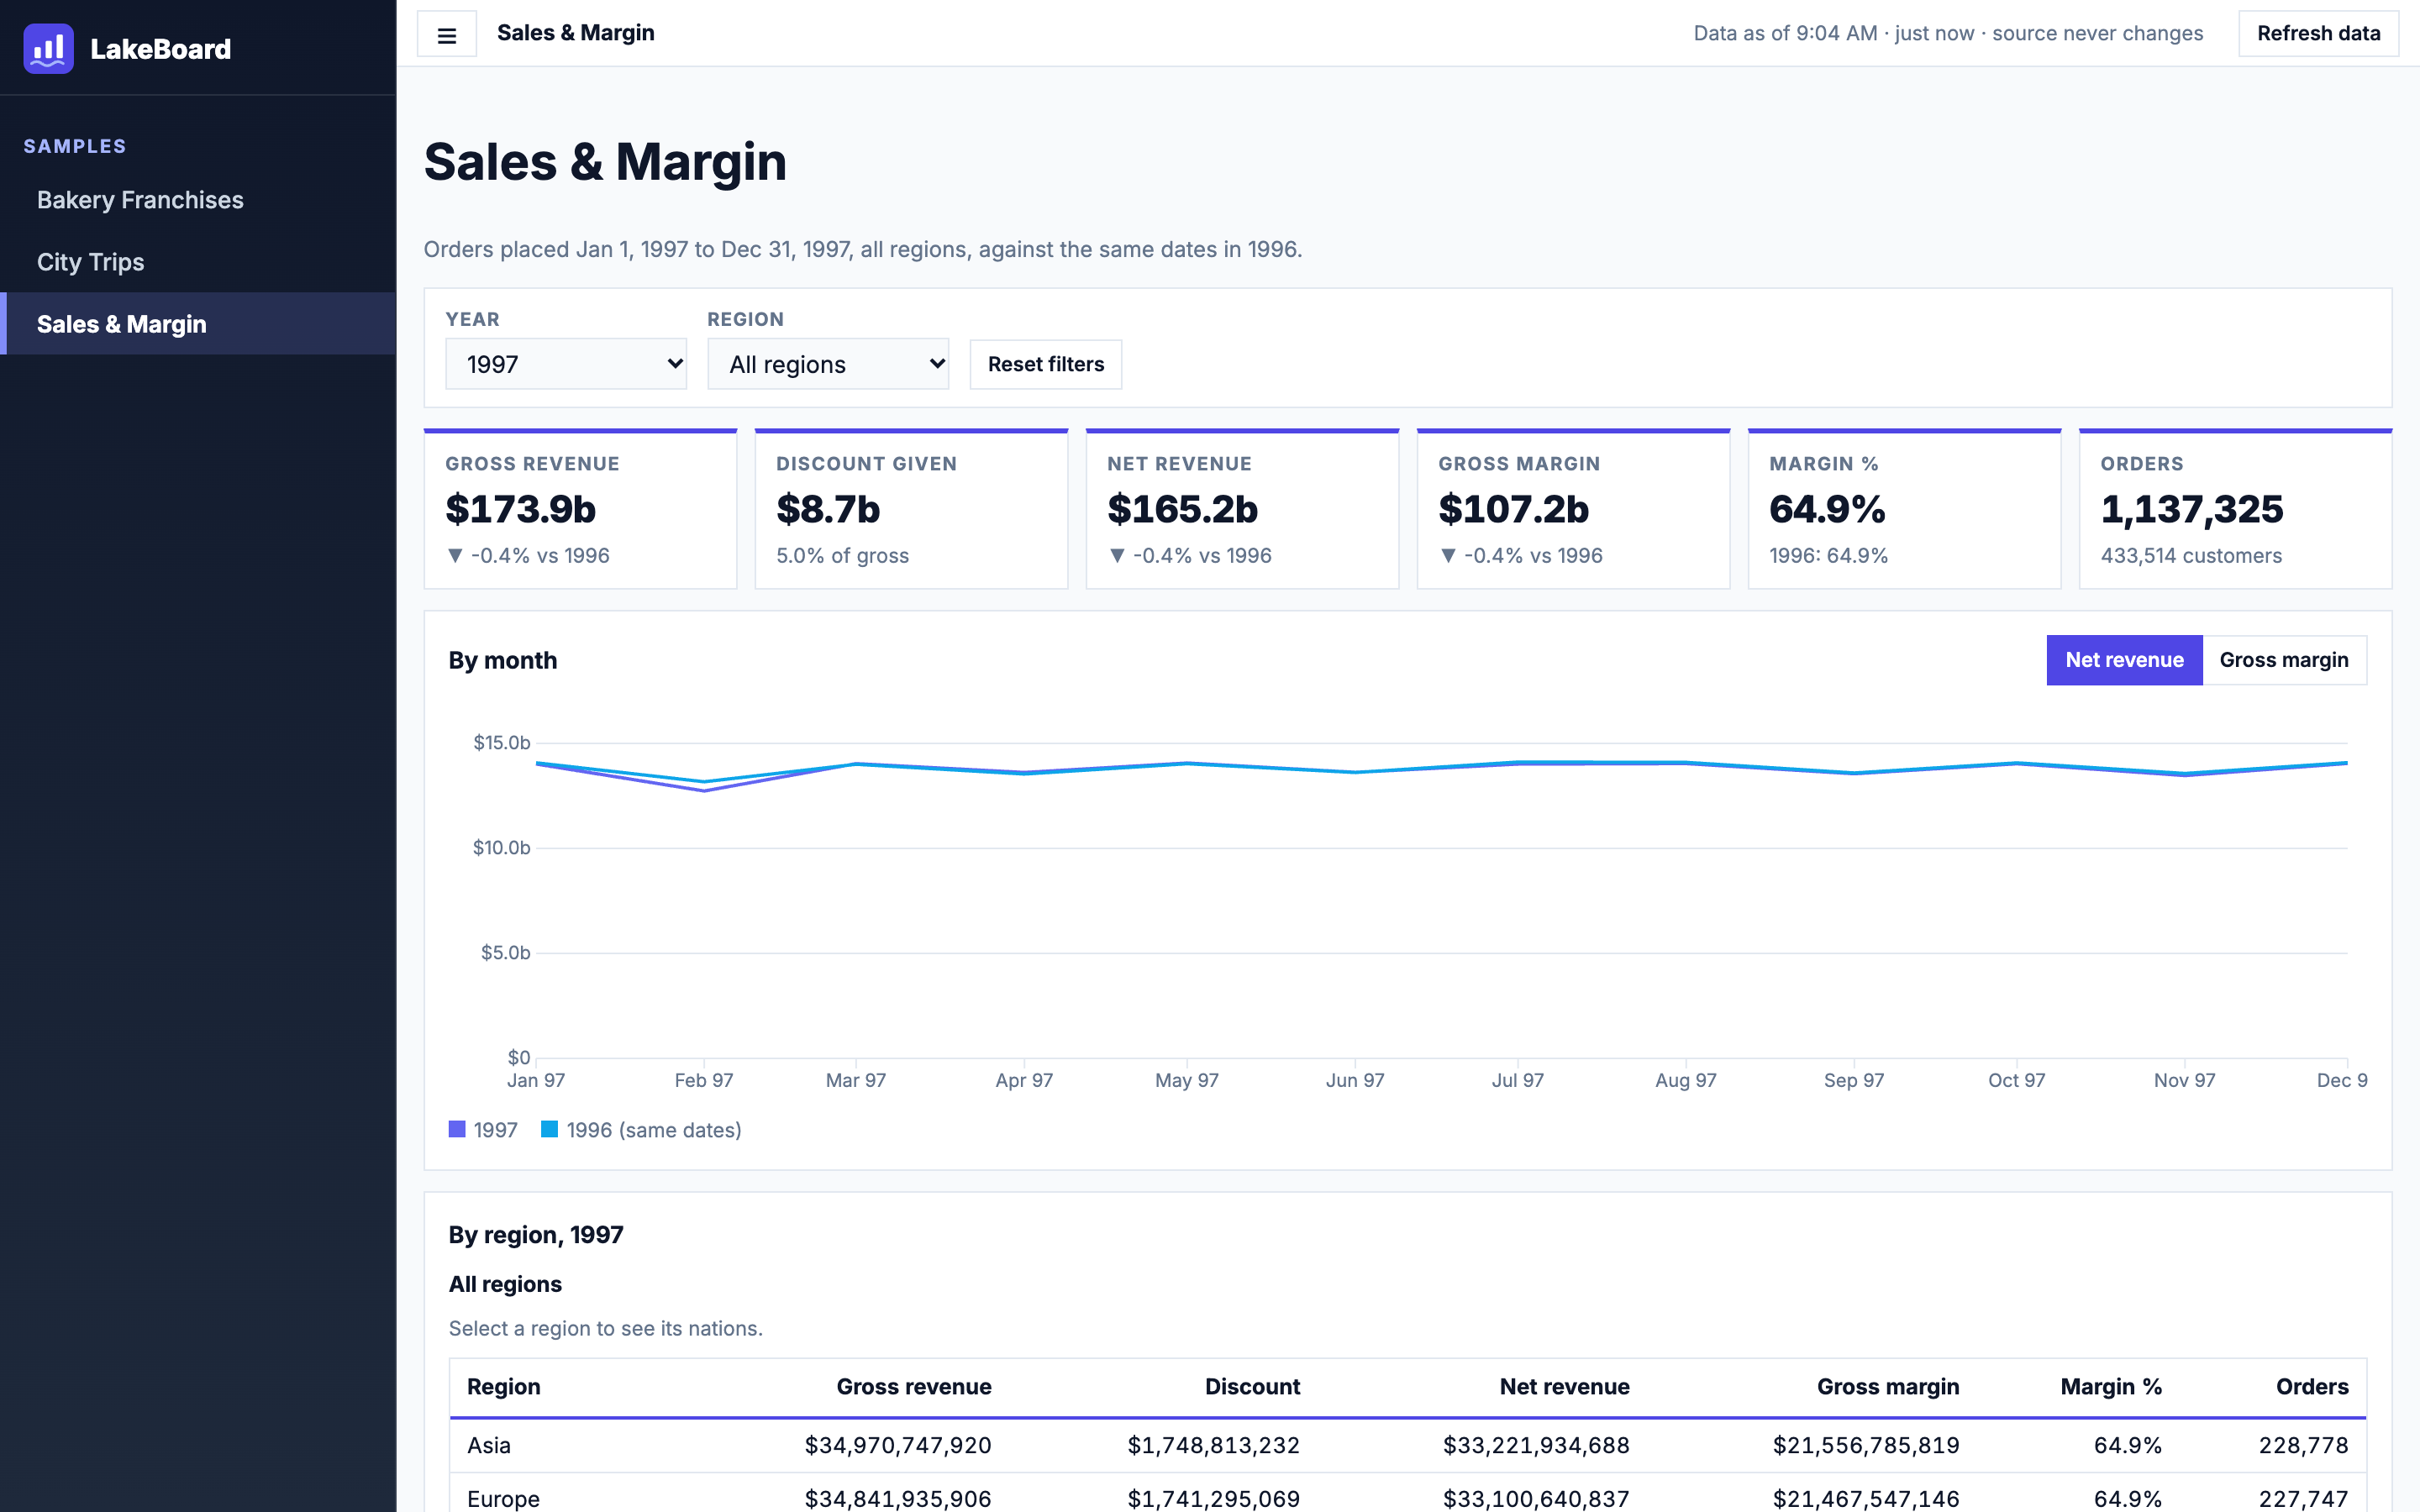 LakeBoard
SAMPLES
Bakery Franchises
City Trips
Sales & Margin
Sales & Margin
Data as of 9:04 AM · just now · source never changes
Refresh data
Sales & Margin
Orders placed Jan 1, 1997 to Dec 31, 1997, all regions, against the same dates in 1996.
YEAR
REGION
1997
All regions
Reset filters
GROSS REVENUE
$173.9b
▼ -0.4% vs 1996
DISCOUNT GIVEN
$8.7b
5.0% of gross
NET REVENUE
$165.2b
▼ -0.4% vs 1996
GROSS MARGIN
$107.2b
▼ -0.4% vs 1996
MARGIN %
64.9%
1996: 64.9%
ORDERS
1,137,325
433,514 customers
By month
Net revenue
Gross margin
$15.0b
$10.0b
$5.0b
$0
Jan 97 Feb 97 Mar 97 Apr 97 May 97 Jun 97 Jul 97 Aug 97 Sep 97 Oct 97 Nov 97 Dec 9
1997
1996 (same dates)
By region, 1997
All regions
Select a region to see its nations.
Region Gross revenue Discount Net revenue Gross margin Margin % Orders
Asia $34,970,747,920 $1,748,813,232 $33,221,934,688 $21,556,785,819 64.9% 228,778
Europe $34,841,935,906 $1,741,295,069 $33,100,640,837 $21,467,547,146 64.9% 227,747